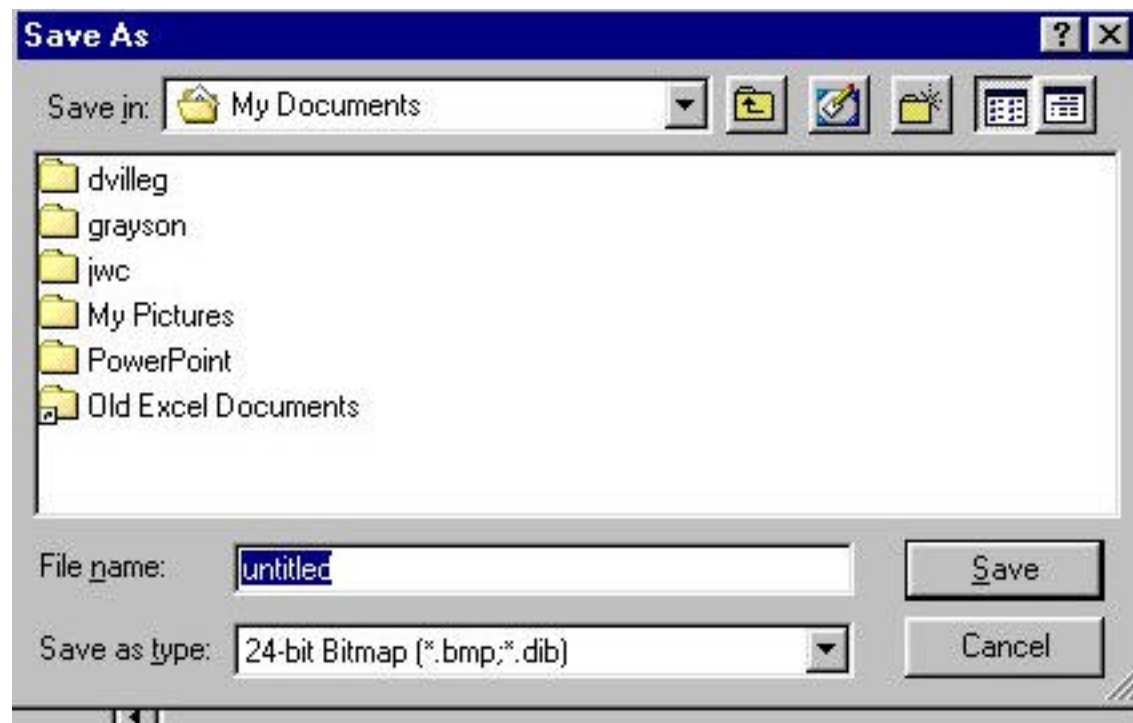 Save As
Save in: My Documents
dvilleg
grayson
jwc
My Pictures
PowerPoint
Old Excel Documents
File name: untitled Save
Save as type: 24-bit Bitmap (*.bmp;*.dib) Cancel